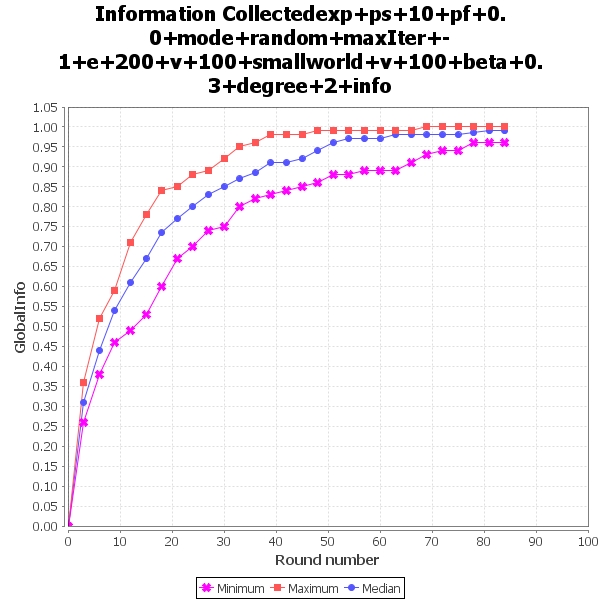 Information Collectedexp+ps+10+pf+0.
0+mode+random+maxIter+-
1+e+200+v+100+smallworld+v+100+beta+0.
3+degree+2+info
1.05
1.00
0.95
0.90
0.85
0.80
0.75
0.70
0.65
0.60
0.55
0.50
0.45
0.40
0.35
0.30
0.25
0.20
0.15
0.10
0.05
0.00
GlobalInfo
0 10 20 30 40 50 60 70 80 90 100
Round number
Minimum Maximum Median